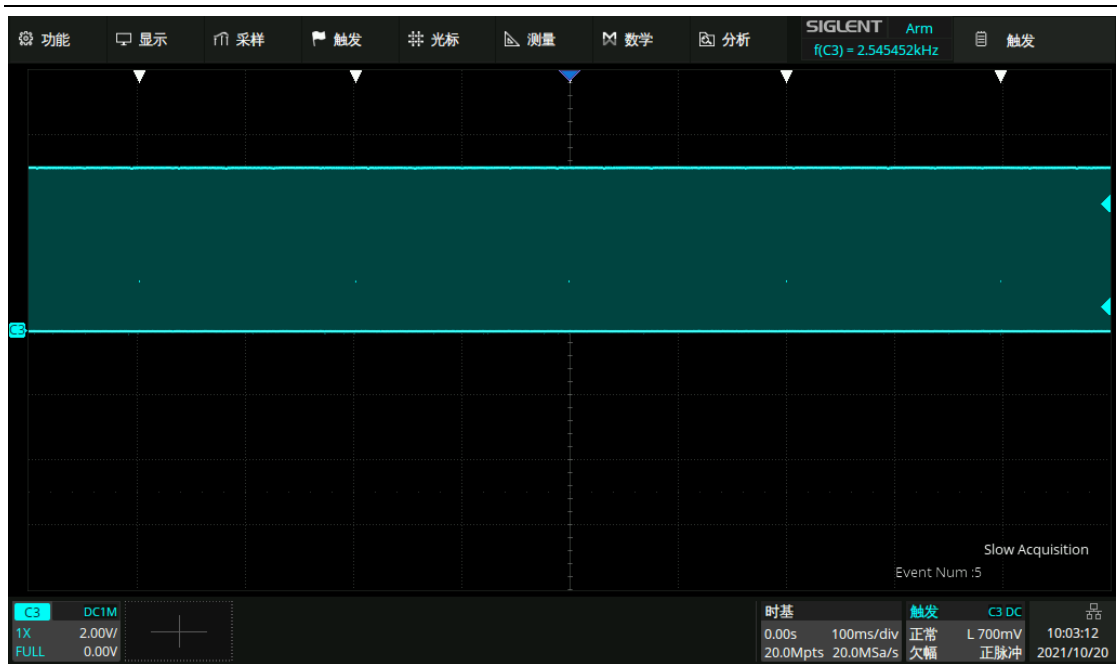 功能 显示 采样 触发 光标 测量 数学 分析 SIGLENT Arm 触发
f(C3) = 2.545452kHz
C3
Slow Acquisition
Event Num :5
C3 DC1M 时基 触发 C3 DC
1X 2.00V/ 0.00s 100ms/div 正常 L 700mV 10:03:12
FULL 0.00V 20.0Mpts 20.0MSa/s 欠幅 正脉冲 2021/10/20